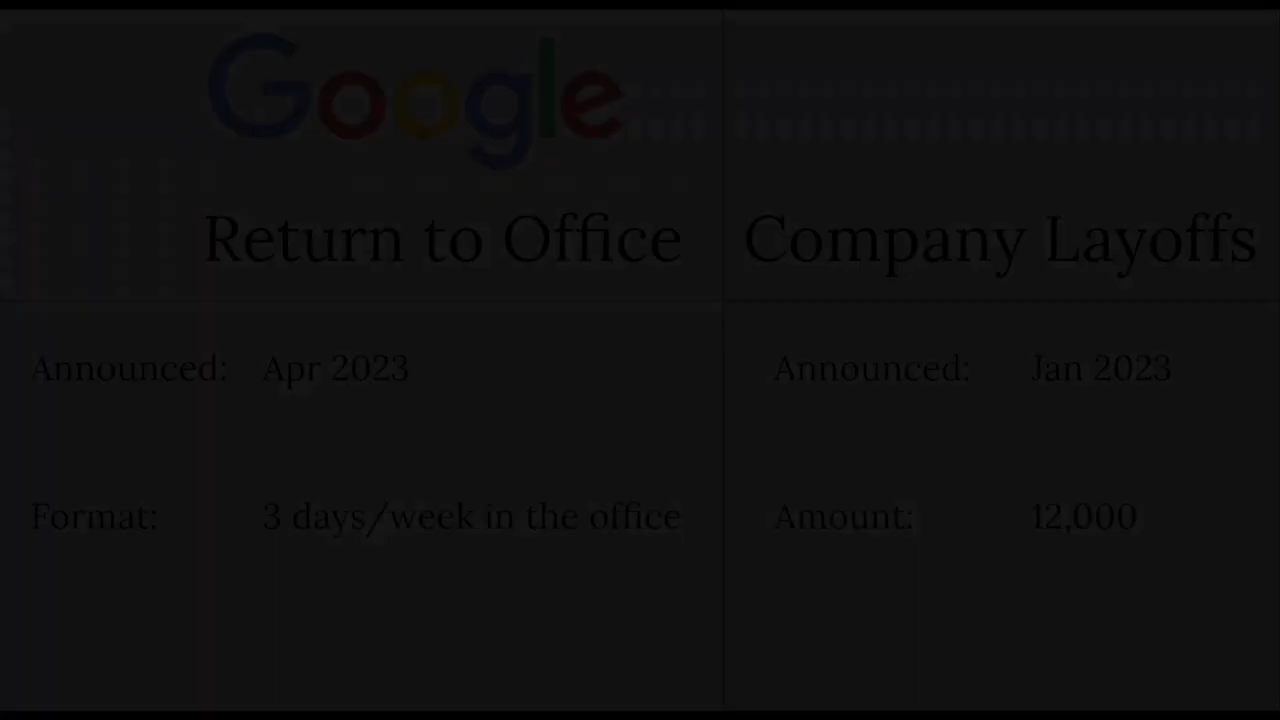 Google
Return to Office
Company Layoffs
Announced: Apr 2023
Announced: Jan 2023
Format: 3 days/week in the office
Amount: 12,000